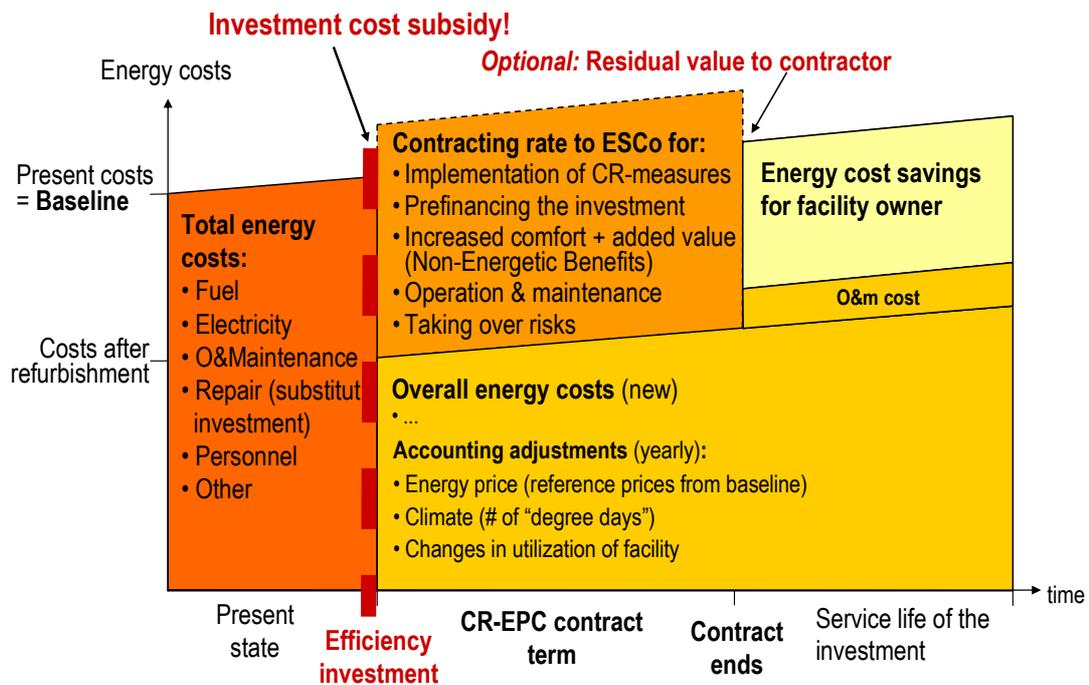 Investment cost subsidy!
Optional: Residual value to contractor
Energy costs
Present costs
= Baseline
Costs after
refurbishment
Total energy
costs:
• Fuel
• Electricity
• O&Maintenance
• Repair (substitut
investment)
• Personnel
• Other
Contracting rate to ESCo for:
• Implementation of CR-measures
• Prefinancing the investment
• Increased comfort + added value
(Non-Energetic Benefits)
• Operation & maintenance
• Taking over risks
Energy cost savings
for facility owner
O&m cost
Overall energy costs (new)
• ...
Accounting adjustments (yearly):
• Energy price (reference prices from baseline)
• Climate (# of “degree days”)
• Changes in utilization of facility
time
Present
state
Efficiency
investment
CR-EPC contract
term
Contract
ends
Service life of the
investment